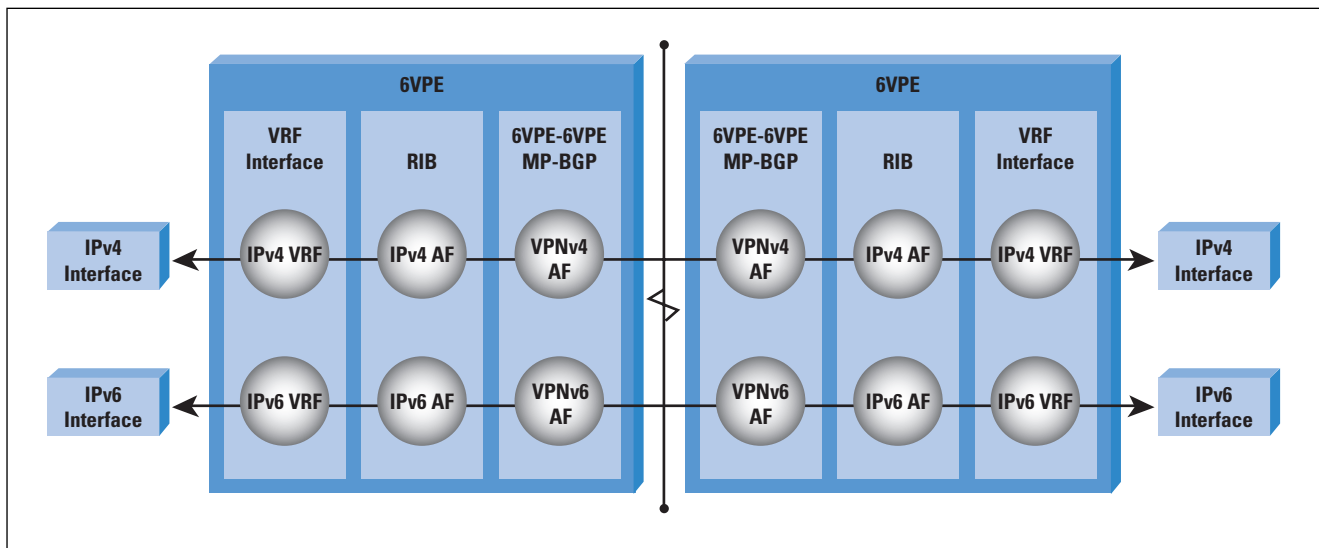 6VPE
6VPE
VRF
Interface
RIB
6VPE-6VPE
MP-BGP
6VPE-6VPE
MP-BGP
RIB
VRF
Interface
IPv4
Interface
IPv4 VRF
IPv4 AF
VPNv4
AF
VPNv4
AF
IPv4 AF
IPv4 VRF
IPv4
Interface
IPv6
Interface
IPv6 VRF
IPv6 AF
VPNv6
AF
VPNv6
AF
IPv6 AF
IPv6 VRF
IPv6
Interface